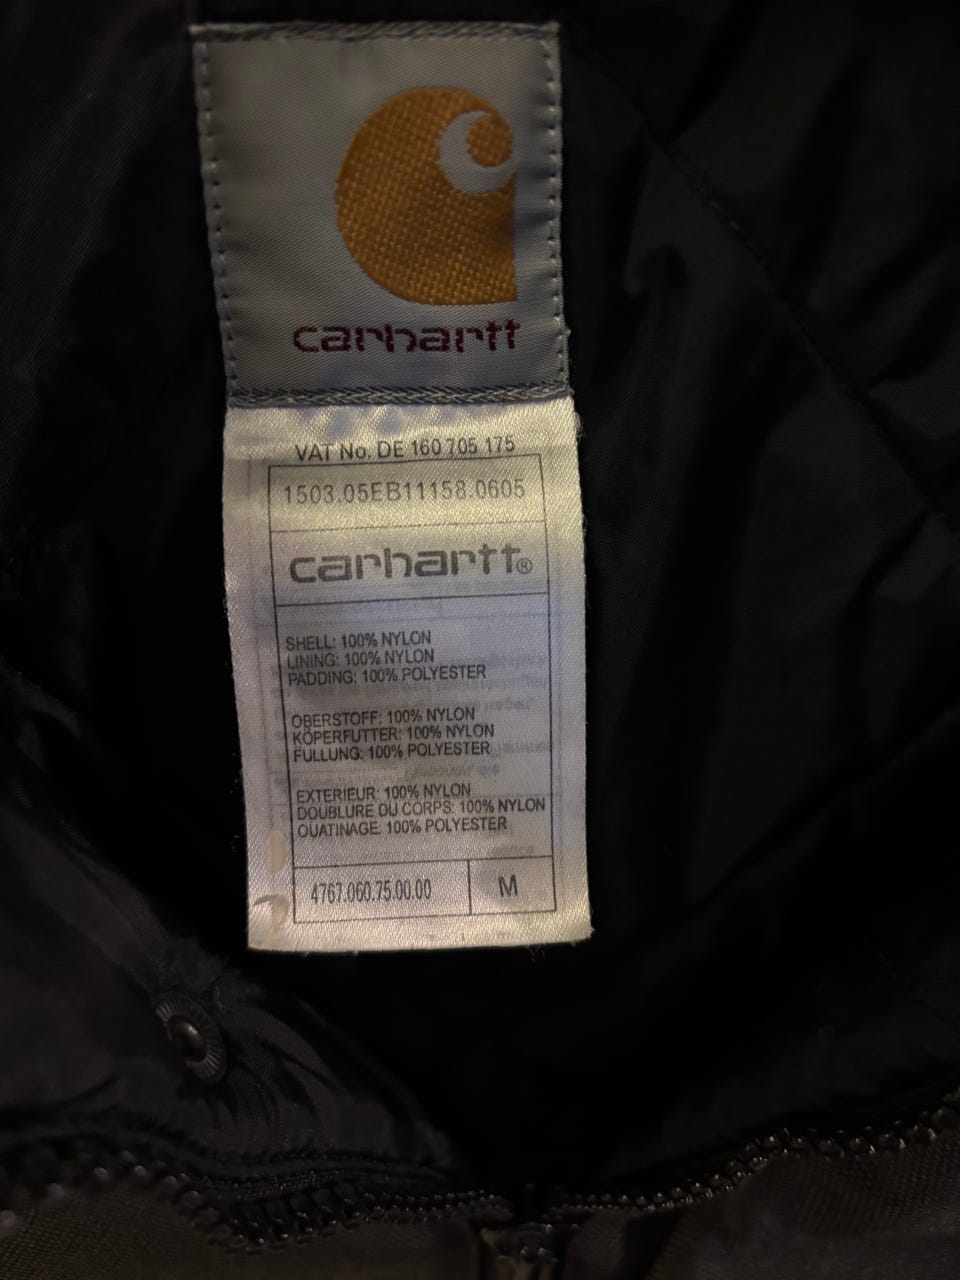 carhartt
VAT No. DE 160 705 175
1503.05EB11158.0605
carhartt®
SHELL: 100% NYLON
LINING: 100% NYLON
PADDING: 100% POLYESTER
OBERSTOFF: 100% NYLON
KÖPERFUTTER: 100% NYLON
FULLUNG: 100% POLYESTER
EXTERIEUR: 100% NYLON
DOUBLURE DU CORPS: 100% NYLON
OUATINAGE: 100% POLYESTER
4767.060.75.00.00 M